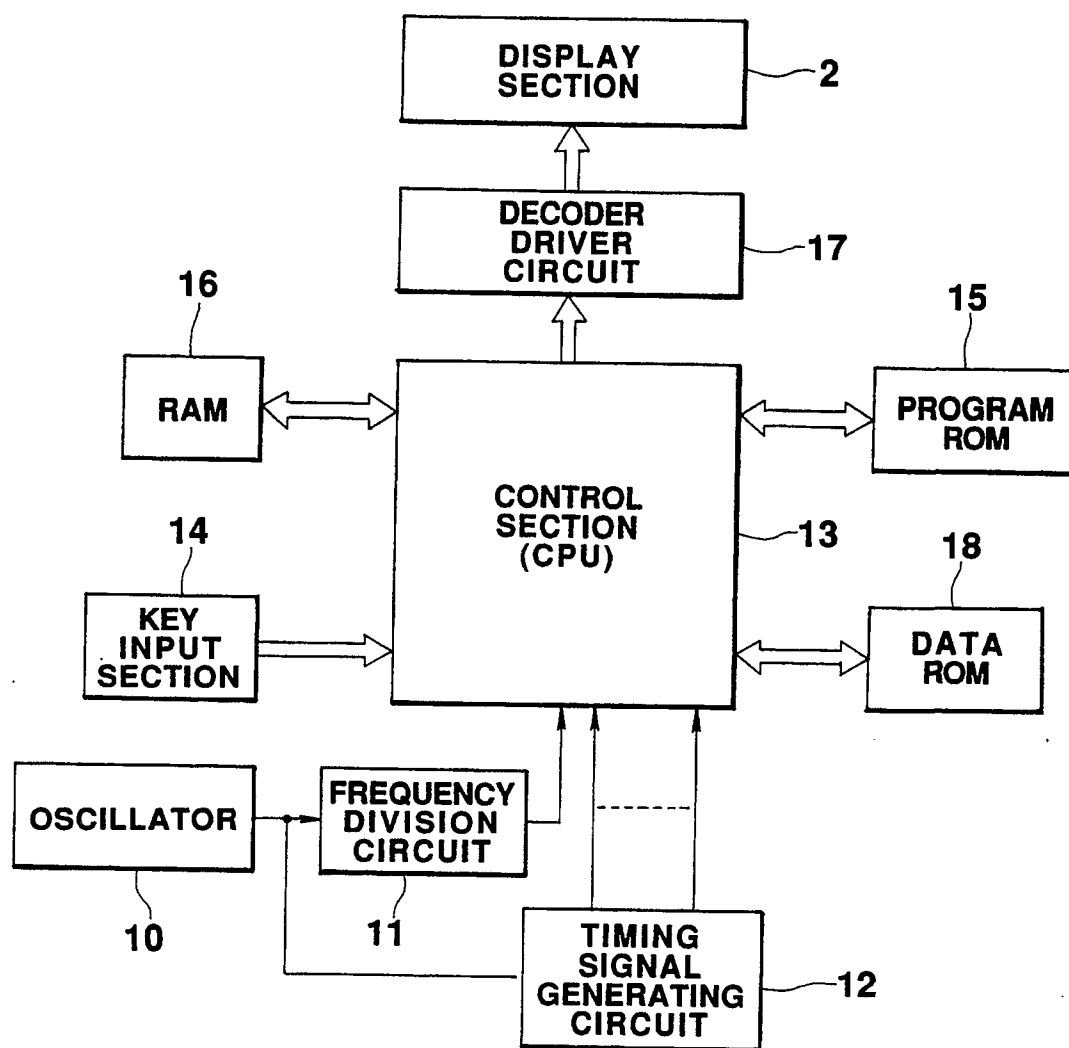 DISPLAY
SECTION
2
DECODER
DRIVER
CIRCUIT
17
16
15
RAM
PROGRAM
ROM
CONTROL
SECTION
(CPU)
13
14
18
KEY
INPUT
SECTION
DATA
ROM
OSCILLATOR
10
FREQUENCY
DIVISION
CIRCUIT
11
TIMING
SIGNAL
GENERATING
CIRCUIT
12